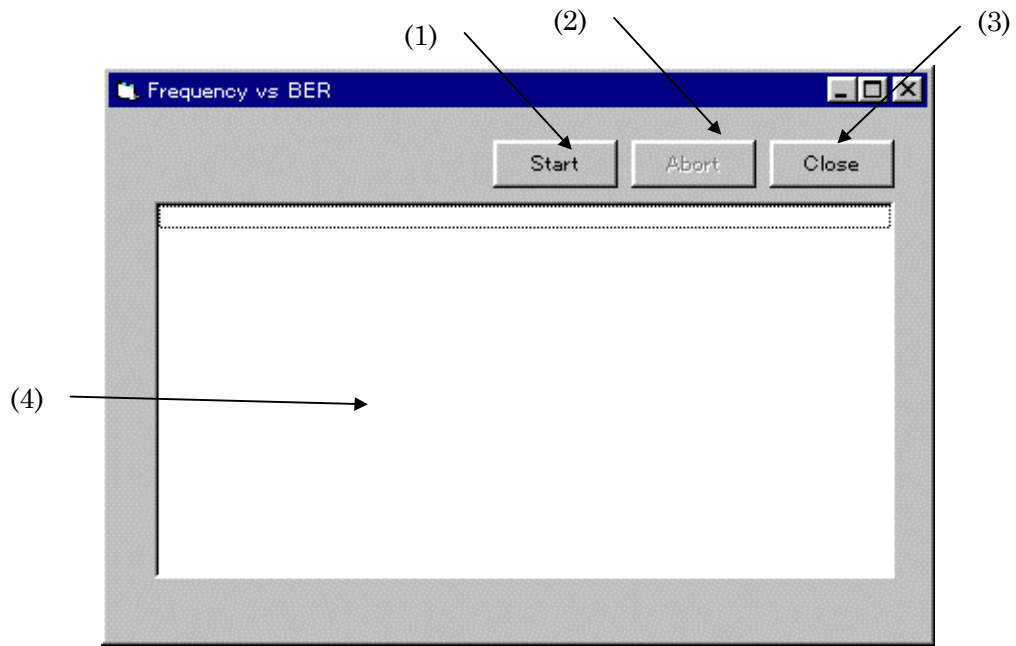 (1) (2) (3)
Frequency vs BER
Start Abort Close
(4)